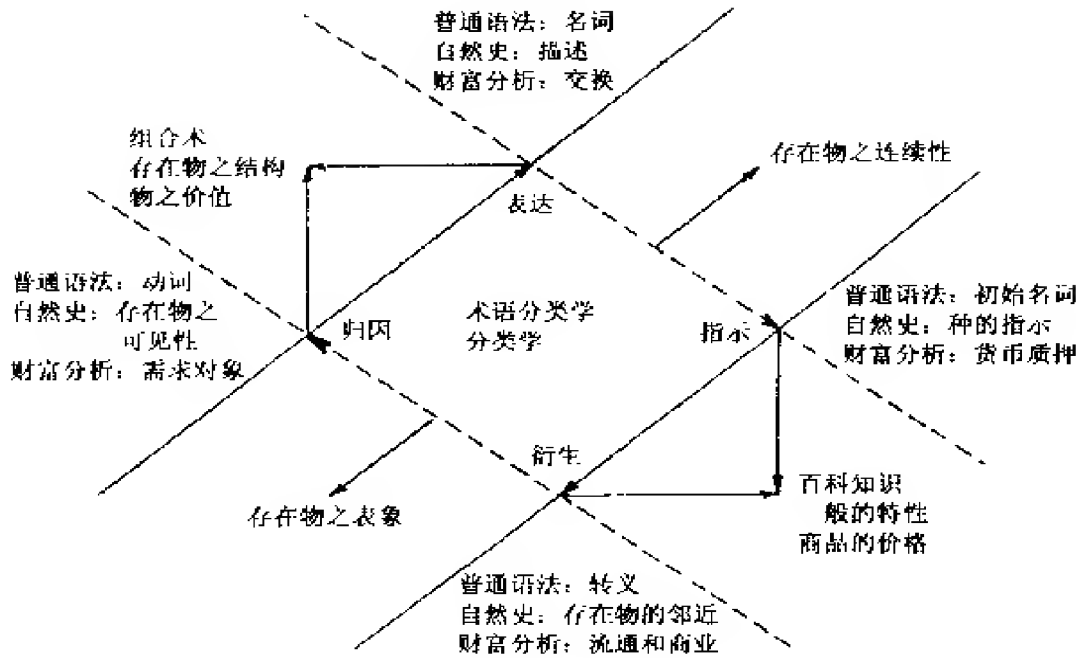 普通语法：名词
自然史：描述
财富分析：交换
组合术
存在物之结构
物之价值
存在物之连续性
表达
普通语法：动词
自然史：存在物之
可见性
财富分析：需求对象
归因
术语分类学
分类学
指示
普通语法：初始名词
自然史：种的指示
财富分析：货币质押
衍生
存在物之表象
百科知识
般的特性
商品的价格
普通语法：转义
自然史：存在物的邻近
财富分析：流通和商业